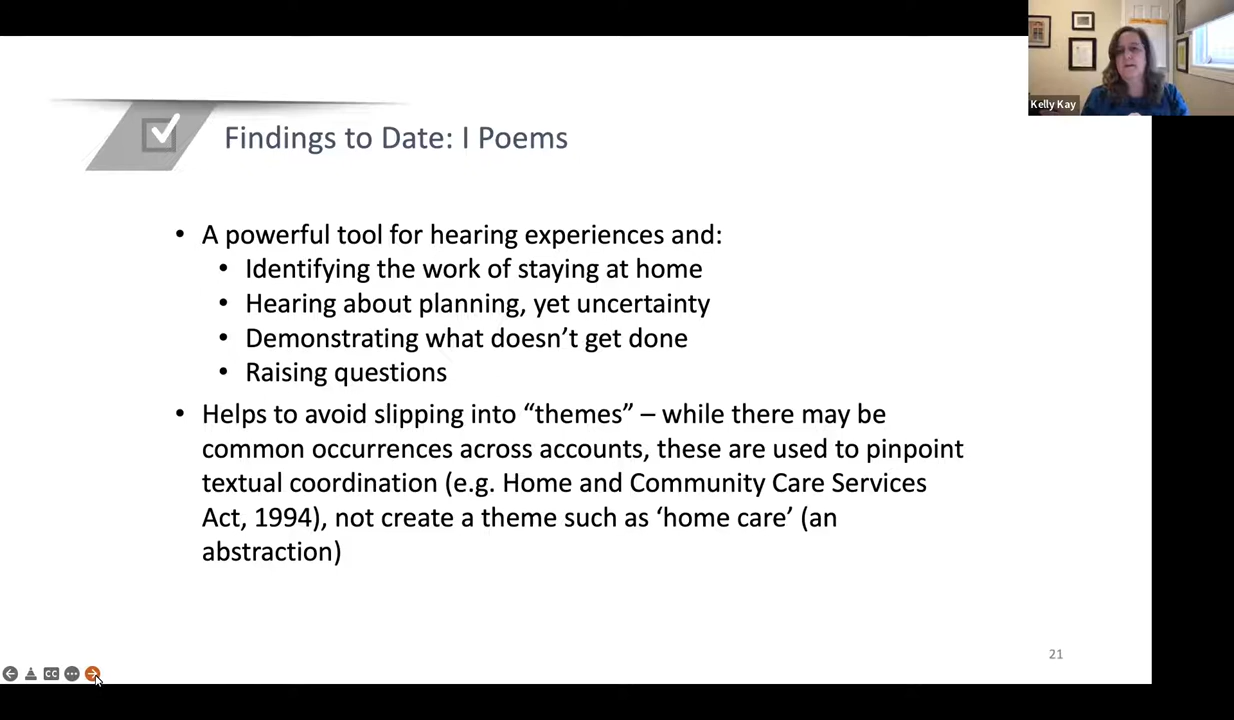 Kelly Kay
Findings to Date: I Poems
• A powerful tool for hearing experiences and:
• Identifying the work of staying at home
• Hearing about planning, yet uncertainty
• Demonstrating what doesn’t get done
• Raising questions
• Helps to avoid slipping into “themes” – while there may be
common occurrences across accounts, these are used to pinpoint
textual coordination (e.g. Home and Community Care Services
Act, 1994), not create a theme such as ‘home care’ (an
abstraction)
21
CC